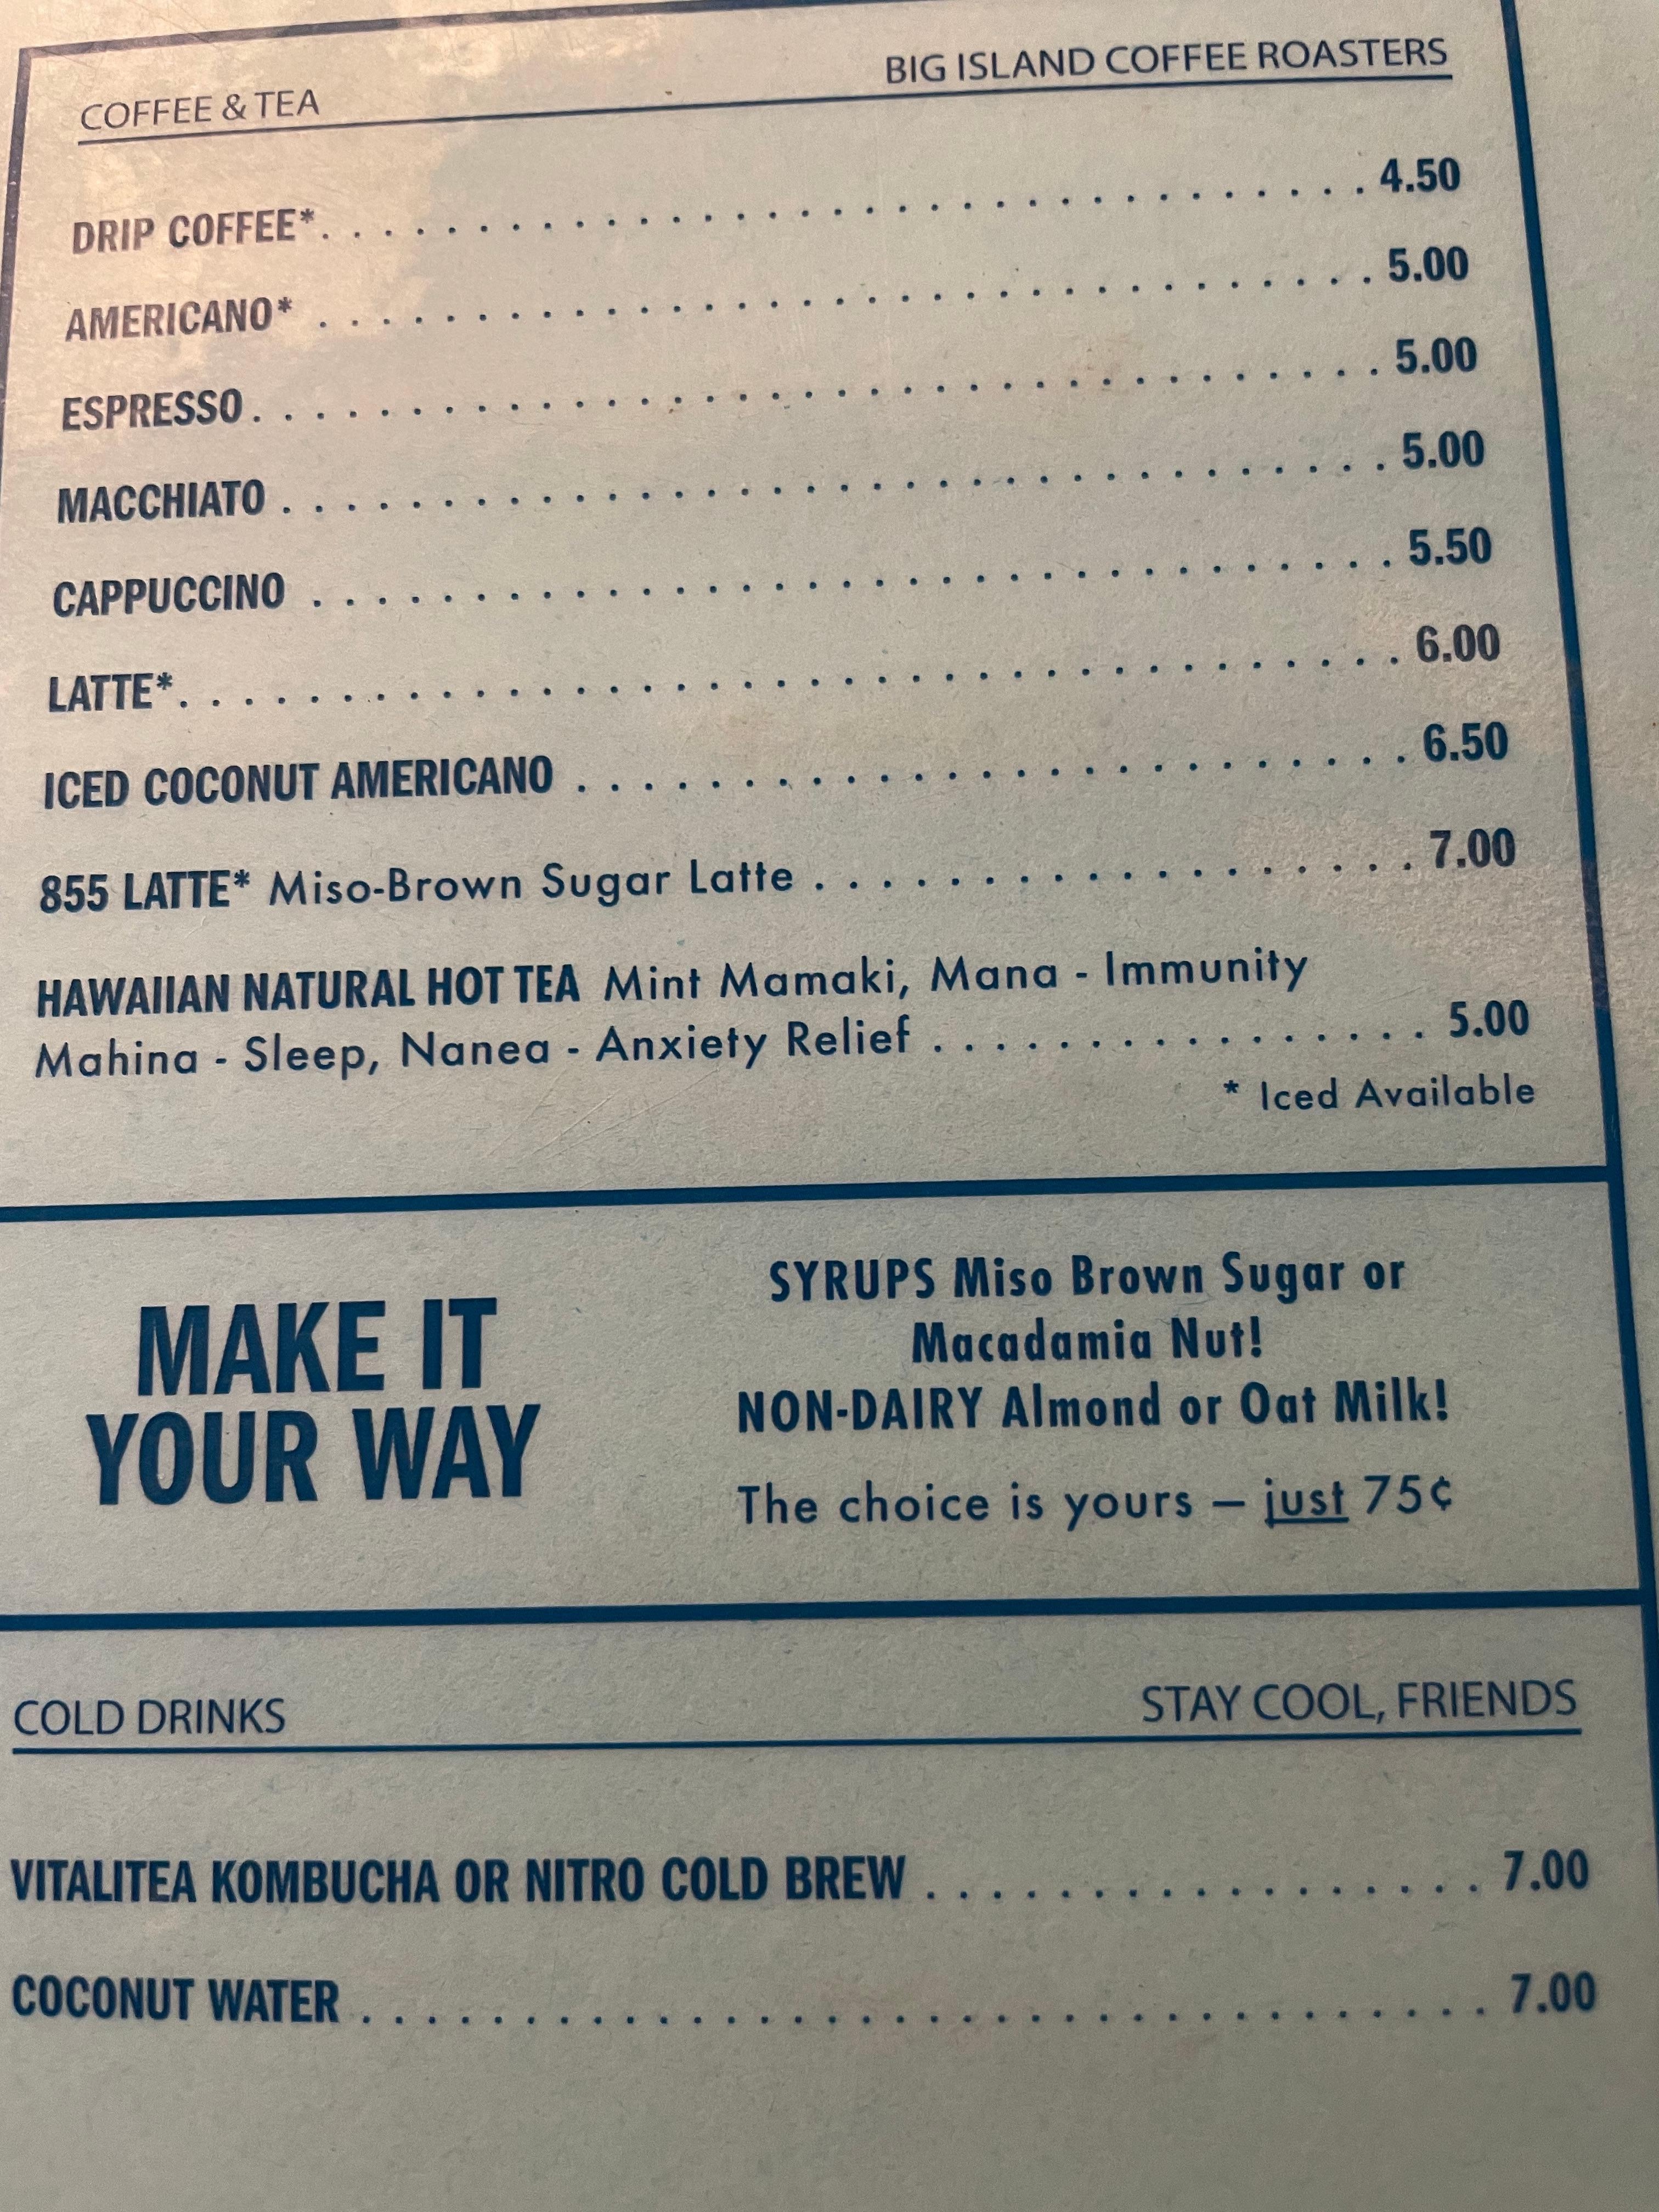 COFFEE & TEA BIG ISLAND COFFEE ROASTERS
DRIP COFFEE* . . . . . . . . . . . . . . . . . . . . . . . . . . . . . . . . 4.50
AMERICANO* . . . . . . . . . . . . . . . . . . . . . . . . . . . . . . . . 5.00
ESPRESSO . . . . . . . . . . . . . . . . . . . . . . . . . . . . . . . . . . 5.00
MACCHIATO . . . . . . . . . . . . . . . . . . . . . . . . . . . . . . . . . 5.00
CAPPUCCINO . . . . . . . . . . . . . . . . . . . . . . . . . . . . . . . . 5.50
LATTE* . . . . . . . . . . . . . . . . . . . . . . . . . . . . . . . . . . . . 6.00
ICED COCONUT AMERICANO . . . . . . . . . . . . . . . . . . . . . . . . 6.50
855 LATTE* Miso-Brown Sugar Latte . . . . . . . . . . . . . . . . . . 7.00
HAWAIIAN NATURAL HOT TEA Mint Mamaki, Mana - Immunity
Mahina - Sleep, Nanea - Anxiety Relief . . . . . . . . . . . . . . . . 5.00
* Iced Available
MAKE IT
YOUR WAY
SYRUPS Miso Brown Sugar or
Macadamia Nut!
NON-DAIRY Almond or Oat Milk!
The choice is yours – just 75¢
COLD DRINKS STAY COOL, FRIENDS
VITALITEA KOMBUCHA OR NITRO COLD BREW . . . . . . . . . . . . . . . . . 7.00
COCONUT WATER . . . . . . . . . . . . . . . . . . . . . . . . . . . . . . . . . . 7.00